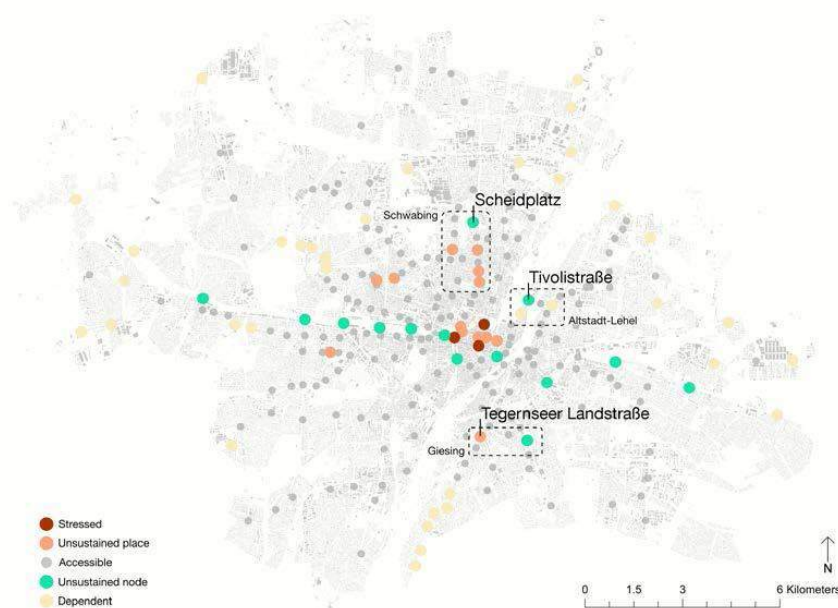 Scheidplatz
Schwabing
Tivolistraße
Altstadt-Lehel
Tegernseer Landstraße
Giesing
Stressed
Unsustained place
Accessible
Unsustained node
Dependent
N
0 1.5 3 6 Kilometers